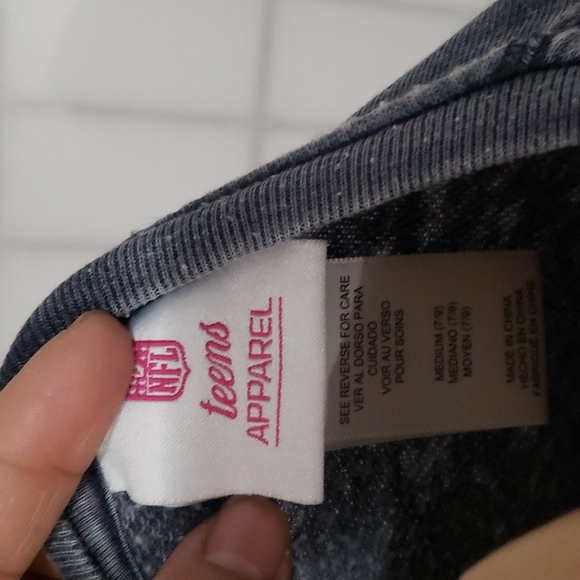 NFL
teens
APPAREL
SEE REVERSE FOR CARE
VER AL DORSO PARA
CUIDADO
VOIR AU VERSO
POUR SOINS
MEDIUM (7/9)
MEDIANO (7/9)
MOYEN (7/9)
MADE IN CHINA
HECHO EN CHINA
FABRIQUÉ EN CHINE